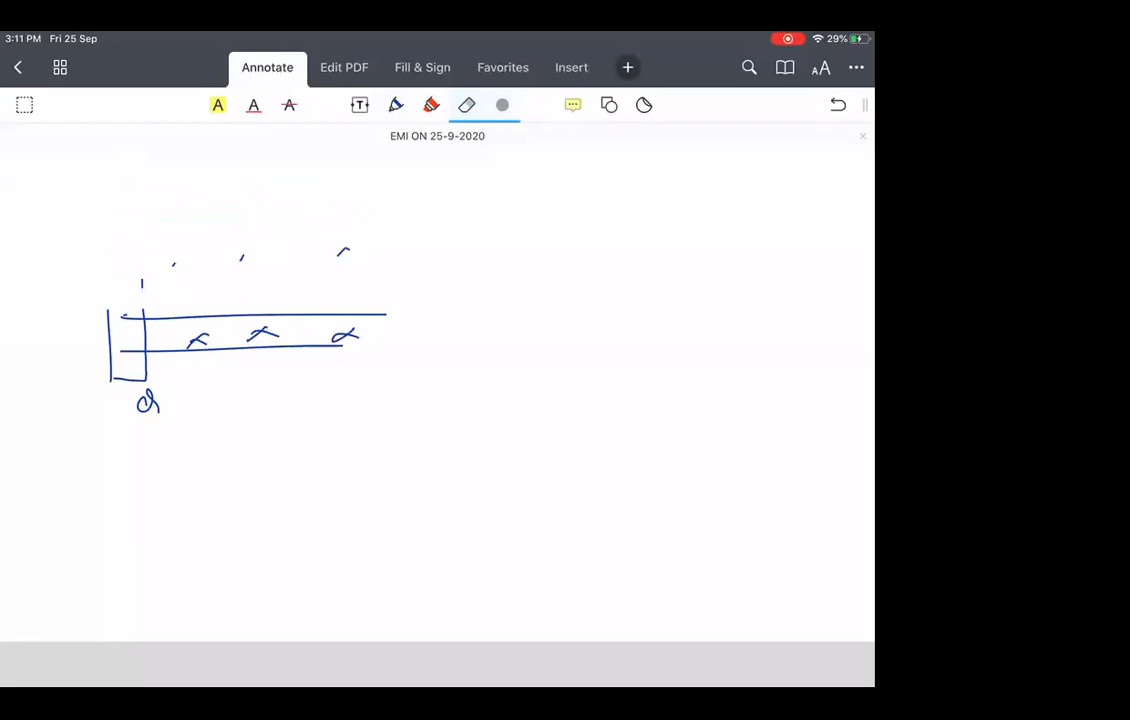 3:11 PM Fri 25 Sep
29%
Annotate Edit PDF Fill & Sign Favorites Insert
AA
A A A T
EMI ON 25-9-2020